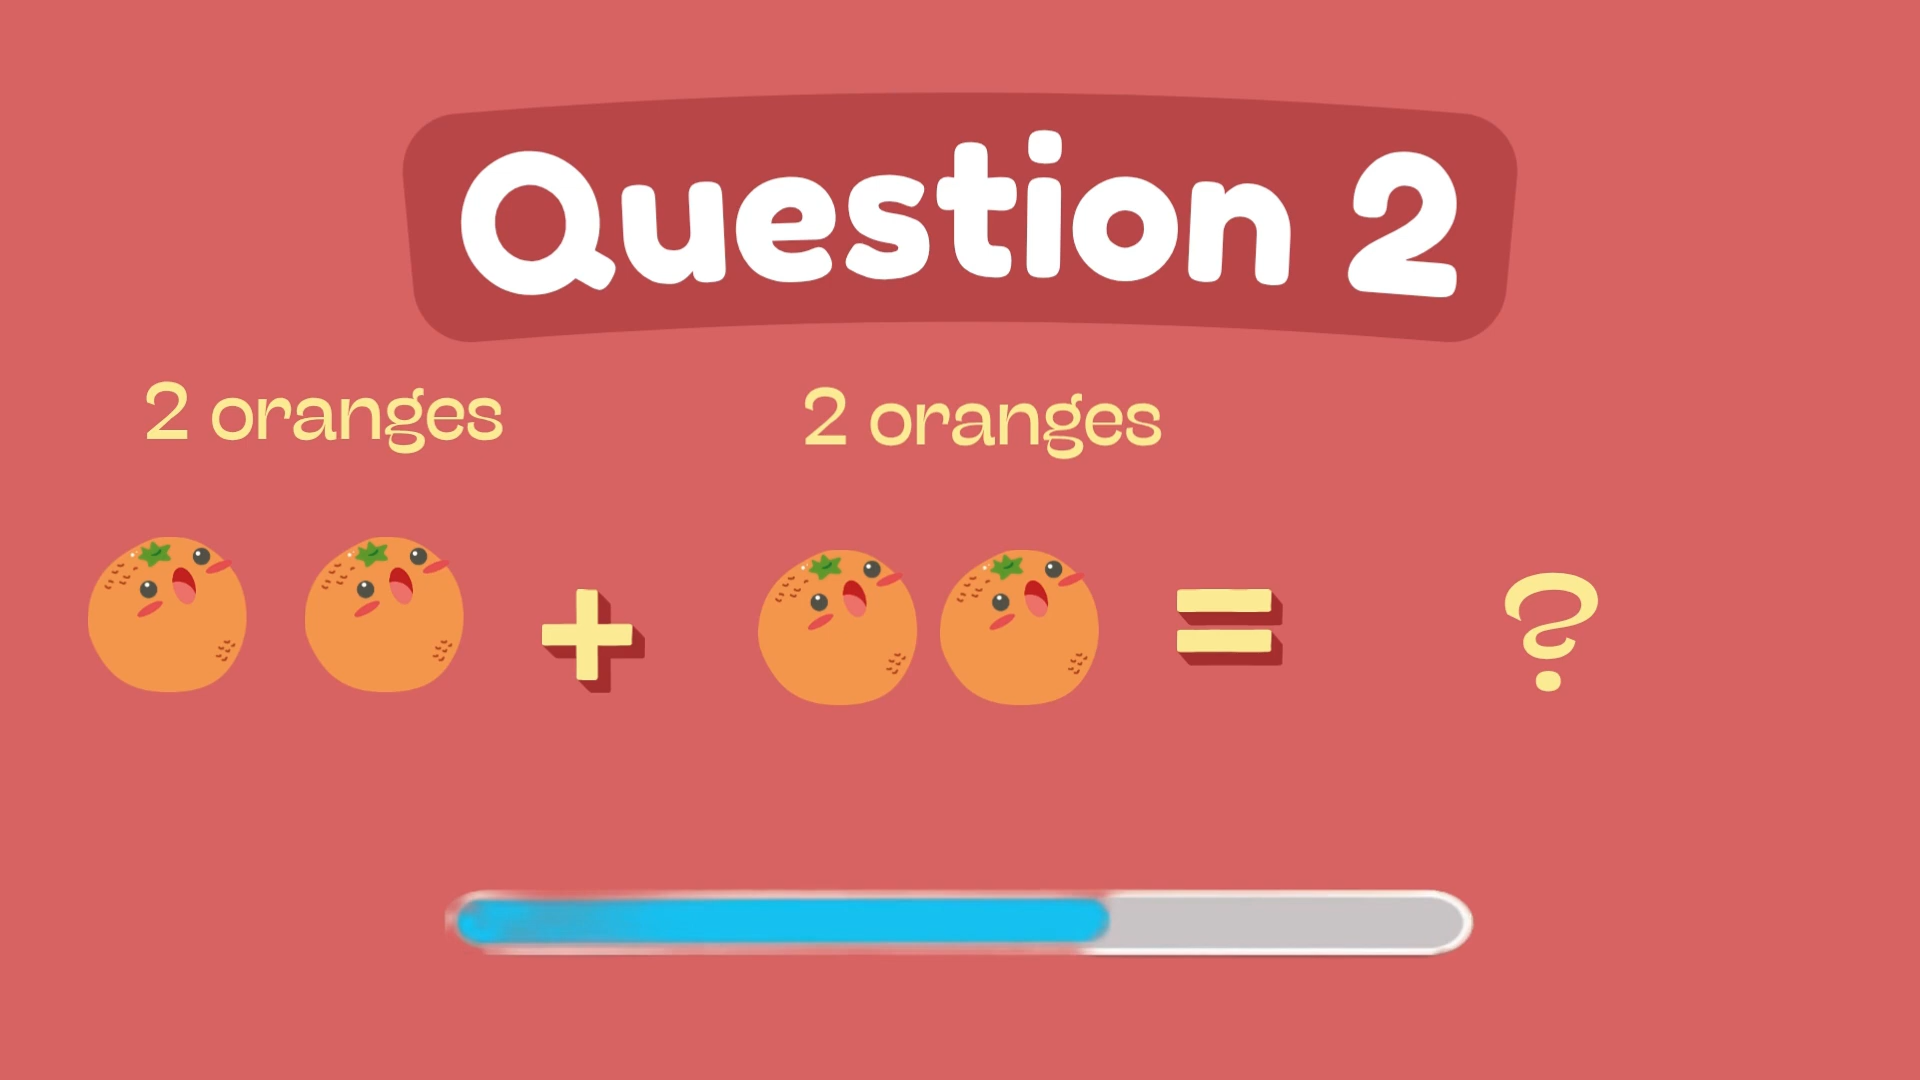 Question 2
2 oranges 2 oranges
+ = ?